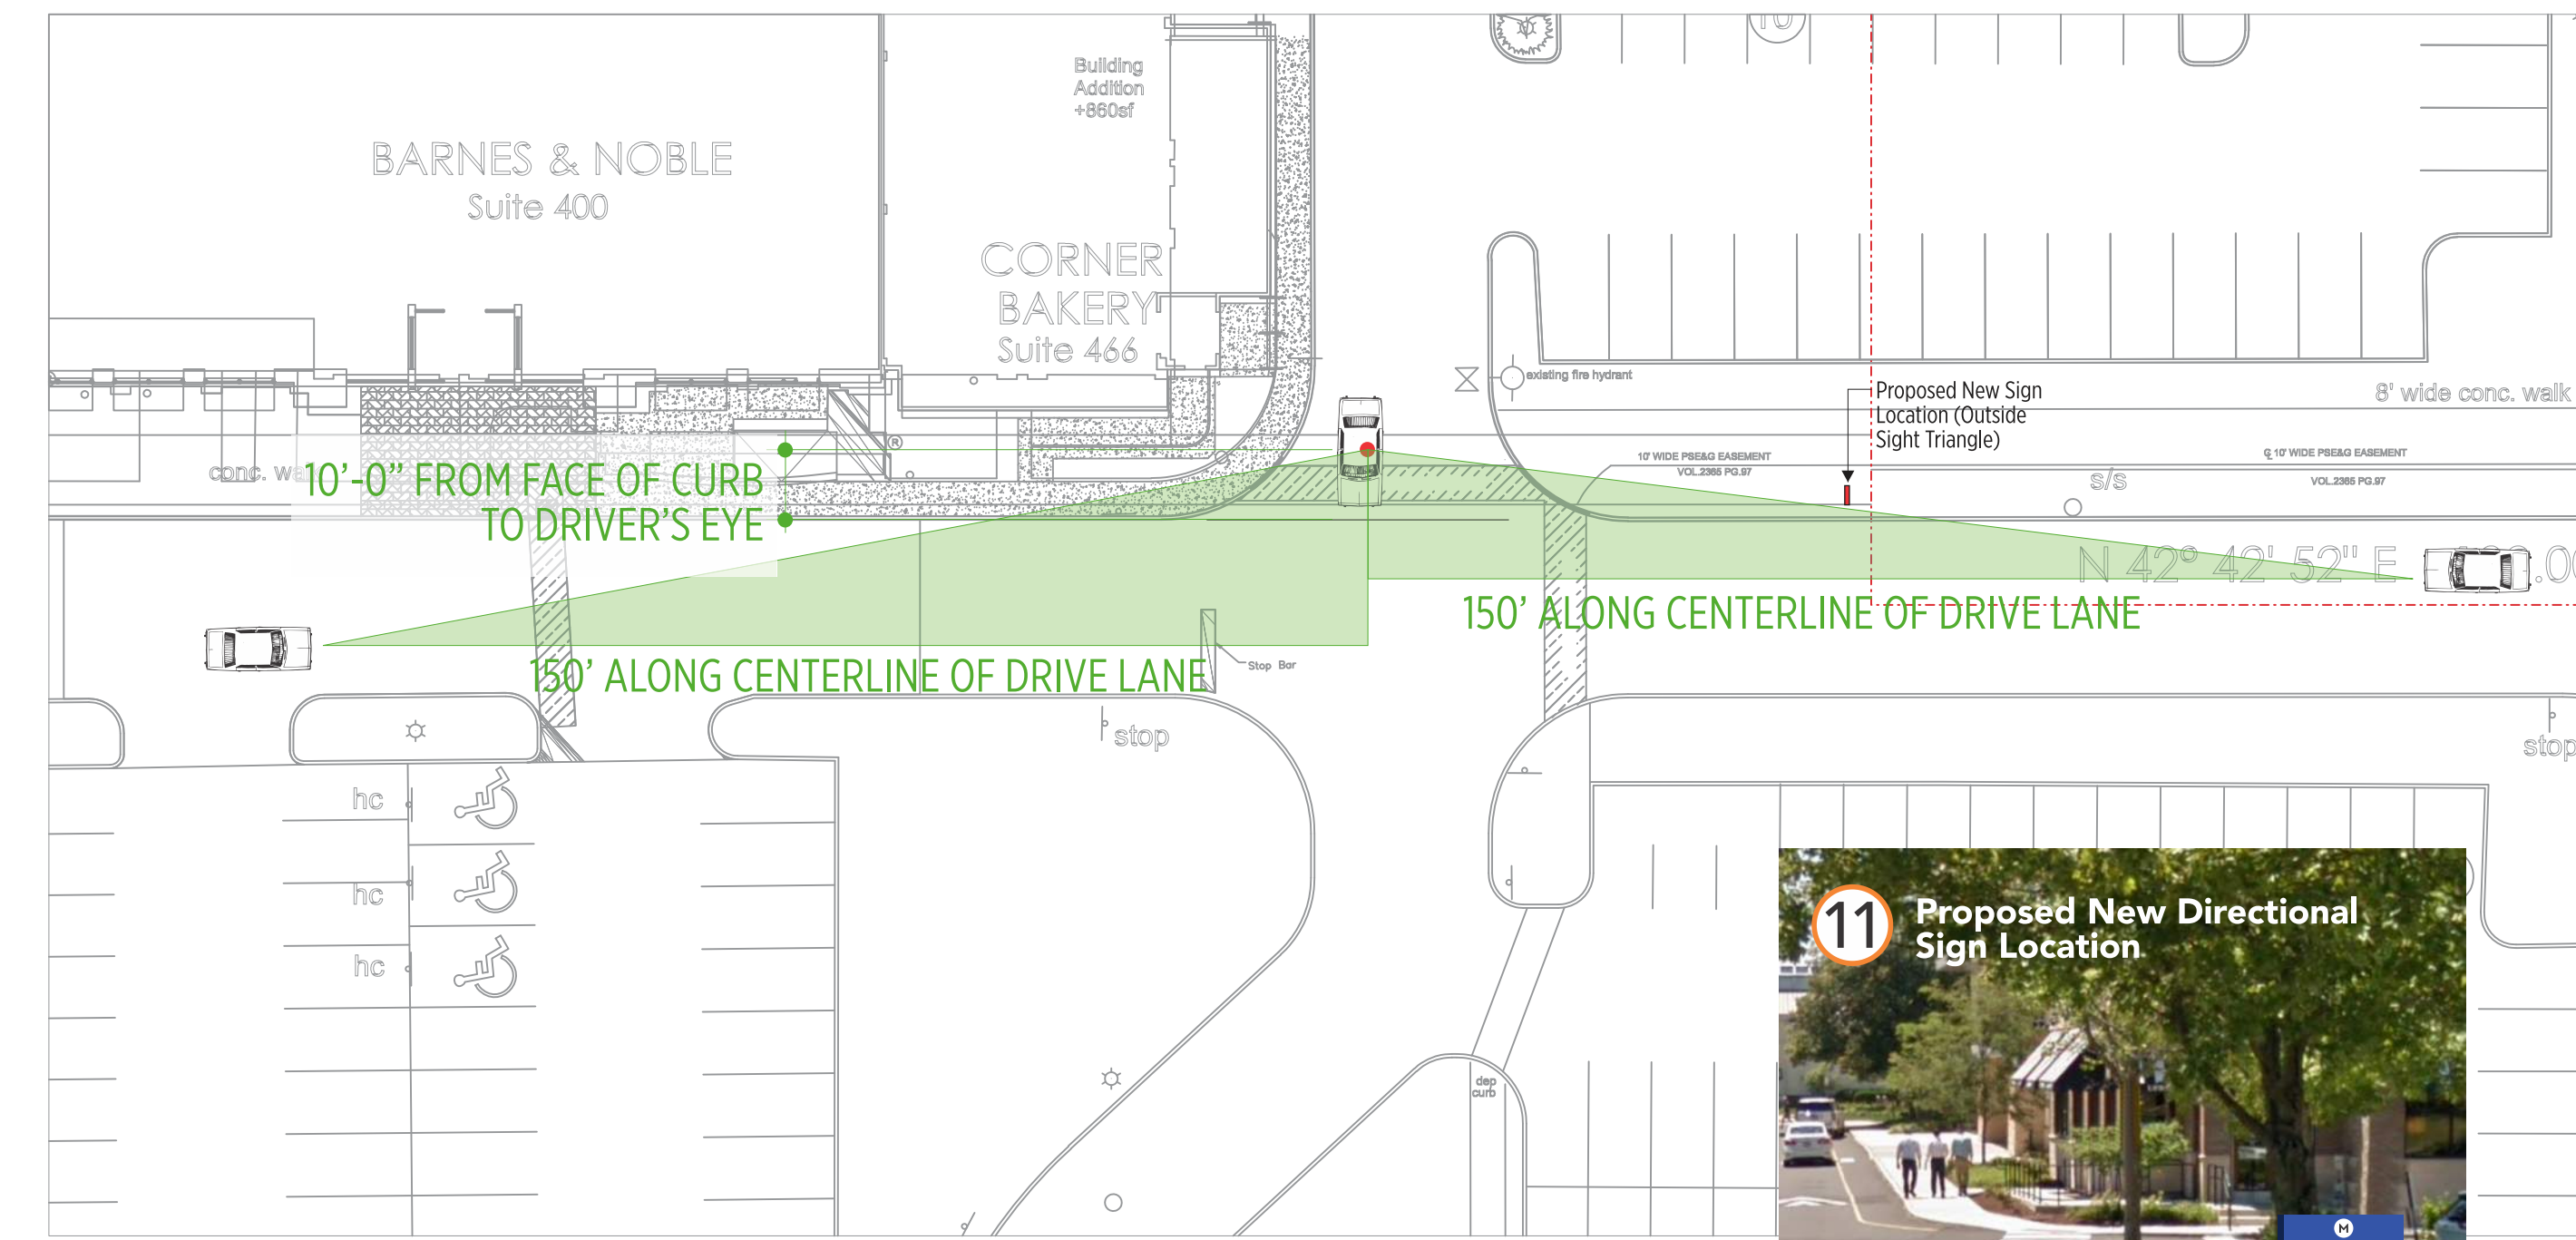 10
Building
Addition
+860sf
BARNES & NOBLE
Suite 400
CORNER
BAKERY
Suite 466
existing fire hydrant
Proposed New Sign
Location (Outside
Sight Triangle)
8' wide conc. walk
10' WIDE PSE&G EASEMENT
VOL.2365 PG.97
℄ 10' WIDE PSE&G EASEMENT
VOL.2365 PG.97
s/s
R
conc. wa
10'-0" FROM FACE OF CURB
TO DRIVER'S EYE
N 42° 42' 52" E
.00
150' ALONG CENTERLINE OF DRIVE LANE
150' ALONG CENTERLINE OF DRIVE LANE
Stop Bar
stop
stop
hc
hc
hc
dep
curb
11 Proposed New Directional
Sign Location
M